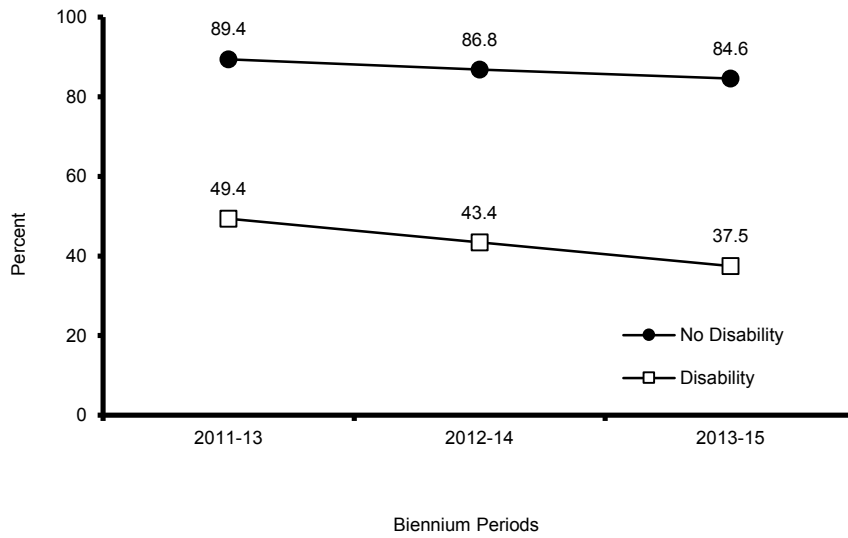 100
89.4
86.8
84.6
80
60
49.4
43.4
37.5
Percent
40
No Disability
20
Disability
0
2011-13 2012-14 2013-15
Biennium Periods